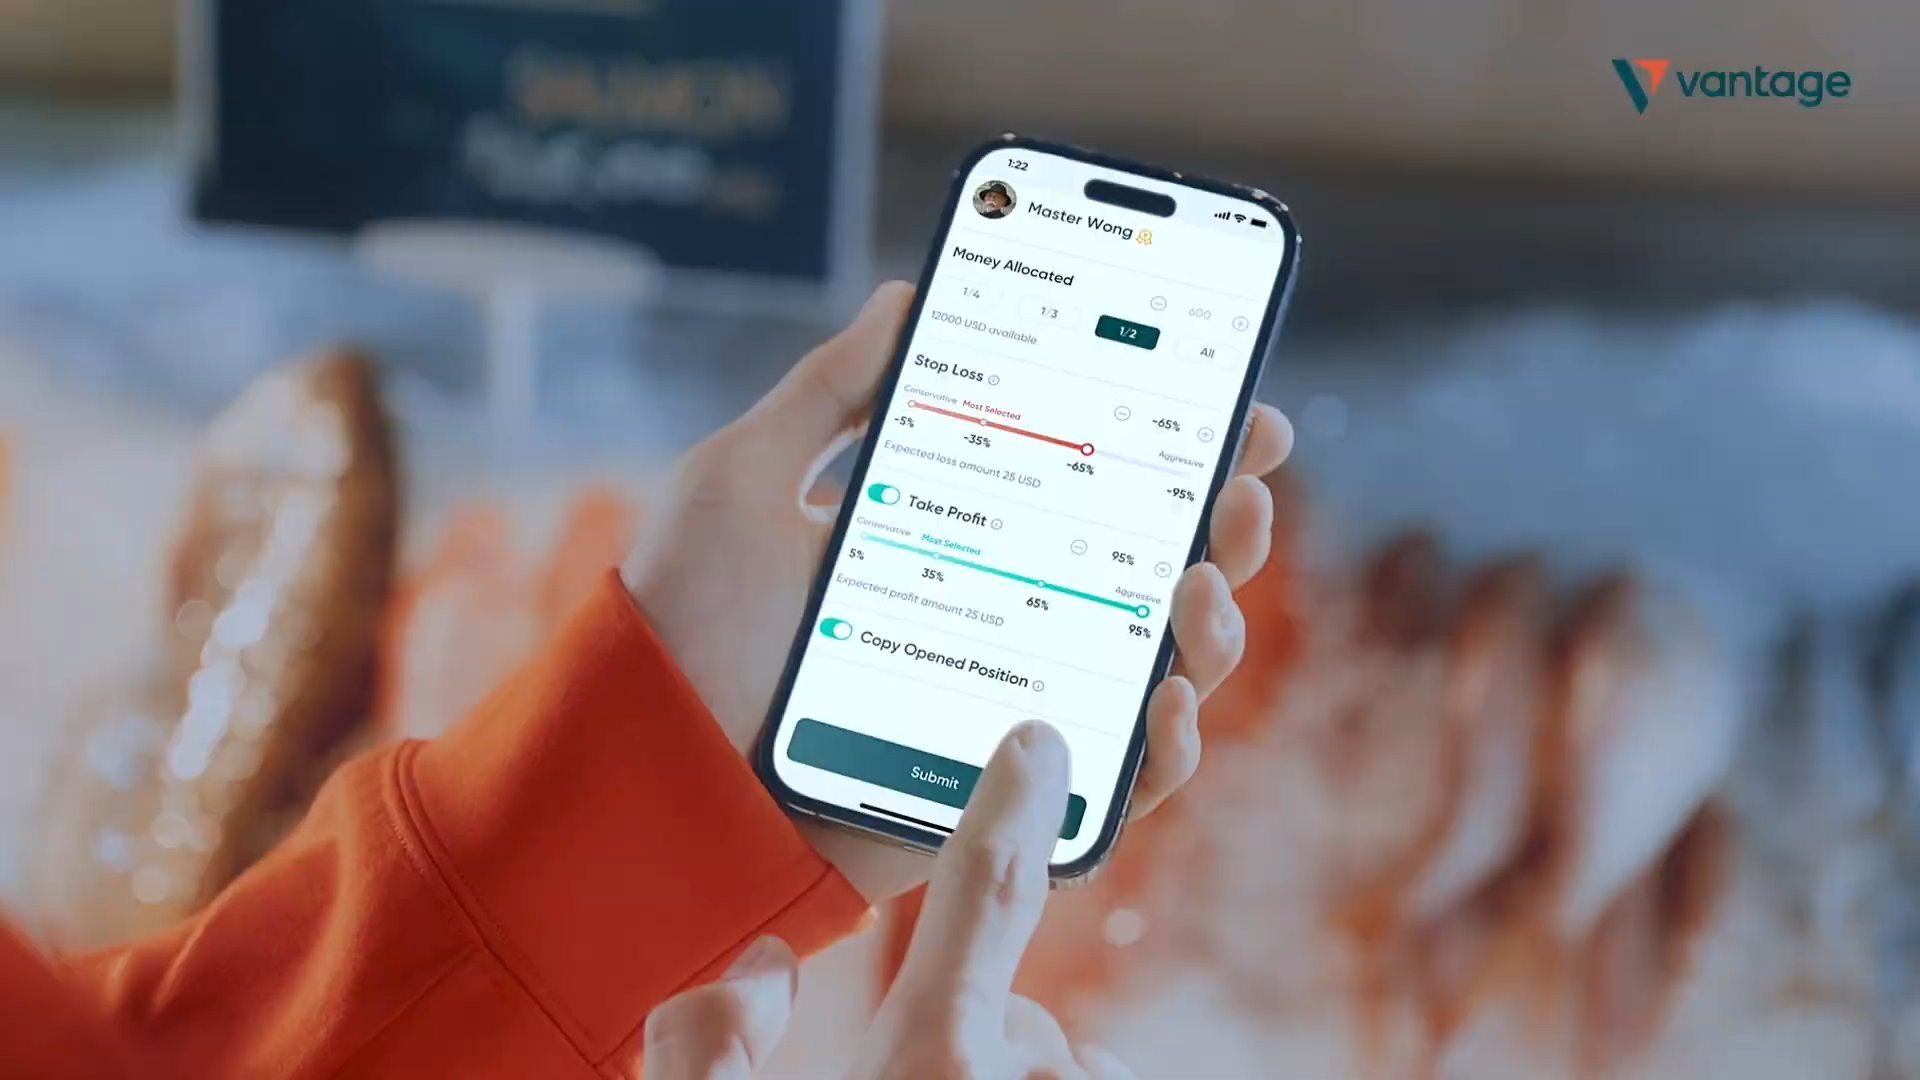 vantage
1:22
Master Wong
Money Allocated
600
1/4
1/3
1/2
All
12000 USD available
Stop Loss
-65%
Conservative
Most Selected
Aggressive
-5%
-35%
-65%
-95%
Expected loss amount 25 USD
Take Profit
95%
Conservative
Most Selected
Aggressive
5%
35%
65%
95%
Expected profit amount 25 USD
Copy Opened Position
Submit